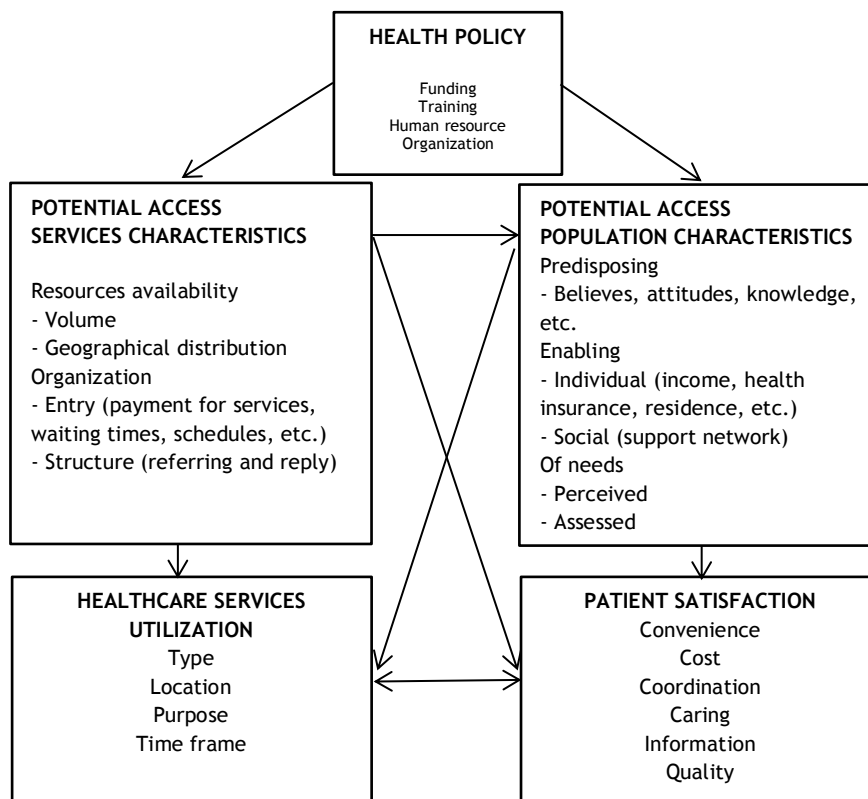 HEALTH POLICY
Funding
Training
Human resource
Organization
POTENTIAL ACCESS
SERVICES CHARACTERISTICS
Resources availability
- Volume
- Geographical distribution
Organization
- Entry (payment for services,
waiting times, schedules, etc.)
- Structure (referring and reply)
POTENTIAL ACCESS
POPULATION CHARACTERISTICS
Predisposing
- Believes, attitudes, knowledge,
etc.
Enabling
- Individual (income, health
insurance, residence, etc.)
- Social (support network)
Of needs
- Perceived
- Assessed
HEALTHCARE SERVICES
UTILIZATION
Type
Location
Purpose
Time frame
PATIENT SATISFACTION
Convenience
Cost
Coordination
Caring
Information
Quality